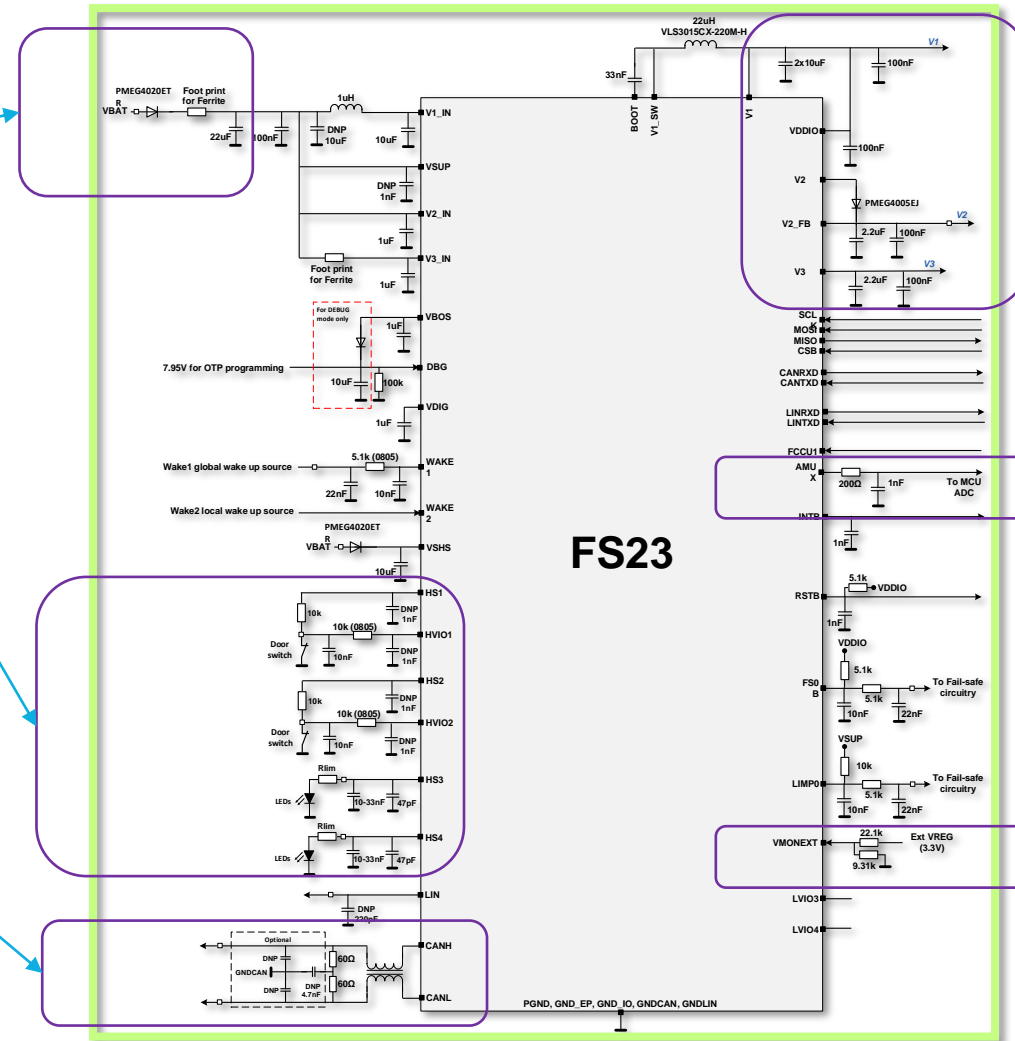 22uH
VLS3015CX-220M-H
V1
33nF
2x10uF
100nF
BOOT
V1_SW
V1
PMEG4020ET
R
VBAT
Foot print
for Ferrite
1uH
V1_IN
22uF
100nF
DNP
10uF
10uF
VDDIO
100nF
VSUP
DNP
1nF
V2
PMEG4005EJ
V2_IN
1uF
V2_FB
V2
2.2uF
100nF
V3_IN
Foot print
for Ferrite
1uF
V3
V3
2.2uF
100nF
For DEBUG
mode only
VBOS
1uF
SCL
K
MOSI
MISO
CSB
7.95V for OTP programming
DBG
10uF
100k
CANRXD
CANTXD
VDIG
1uF
LINRXD
LINTXD
FCCU1
Wake1 global wake up source
5.1k (0805)
WAKE
1
22nF
10nF
AMU
X
200Ω
1nF
To MCU
ADC
Wake2 local wake up source
WAKE
2
INTB
1nF
PMEG4020ET
R
VBAT
VSHS
10uF
FS23
HS1
10k
DNP
1nF
10k (0805)
HVIO1
Door
switch
10nF
DNP
1nF
5.1k
VDDIO
RSTB
1nF
HS2
10k
DNP
1nF
10k (0805)
HVIO2
Door
switch
10nF
DNP
1nF
VDDIO
5.1k
FS0
B
5.1k
To Fail-safe
circuitry
10nF
22nF
Rlim
HS3
LEDs
10-33nF
47pF
VSUP
10k
LIMP0
5.1k
To Fail-safe
circuitry
10nF
22nF
Rlim
HS4
LEDs
10-33nF
47pF
VMONEXT
22.1k
9.31k
Ext VREG
(3.3V)
LIN
DNP
220pF
LVIO3
LVIO4
Optional
DNP
GNDCAN
DNP
DNP
4.7nF
60Ω
60Ω
CANH
CANL
PGND, GND_EP, GND_IO, GNDCAN, GNDLIN